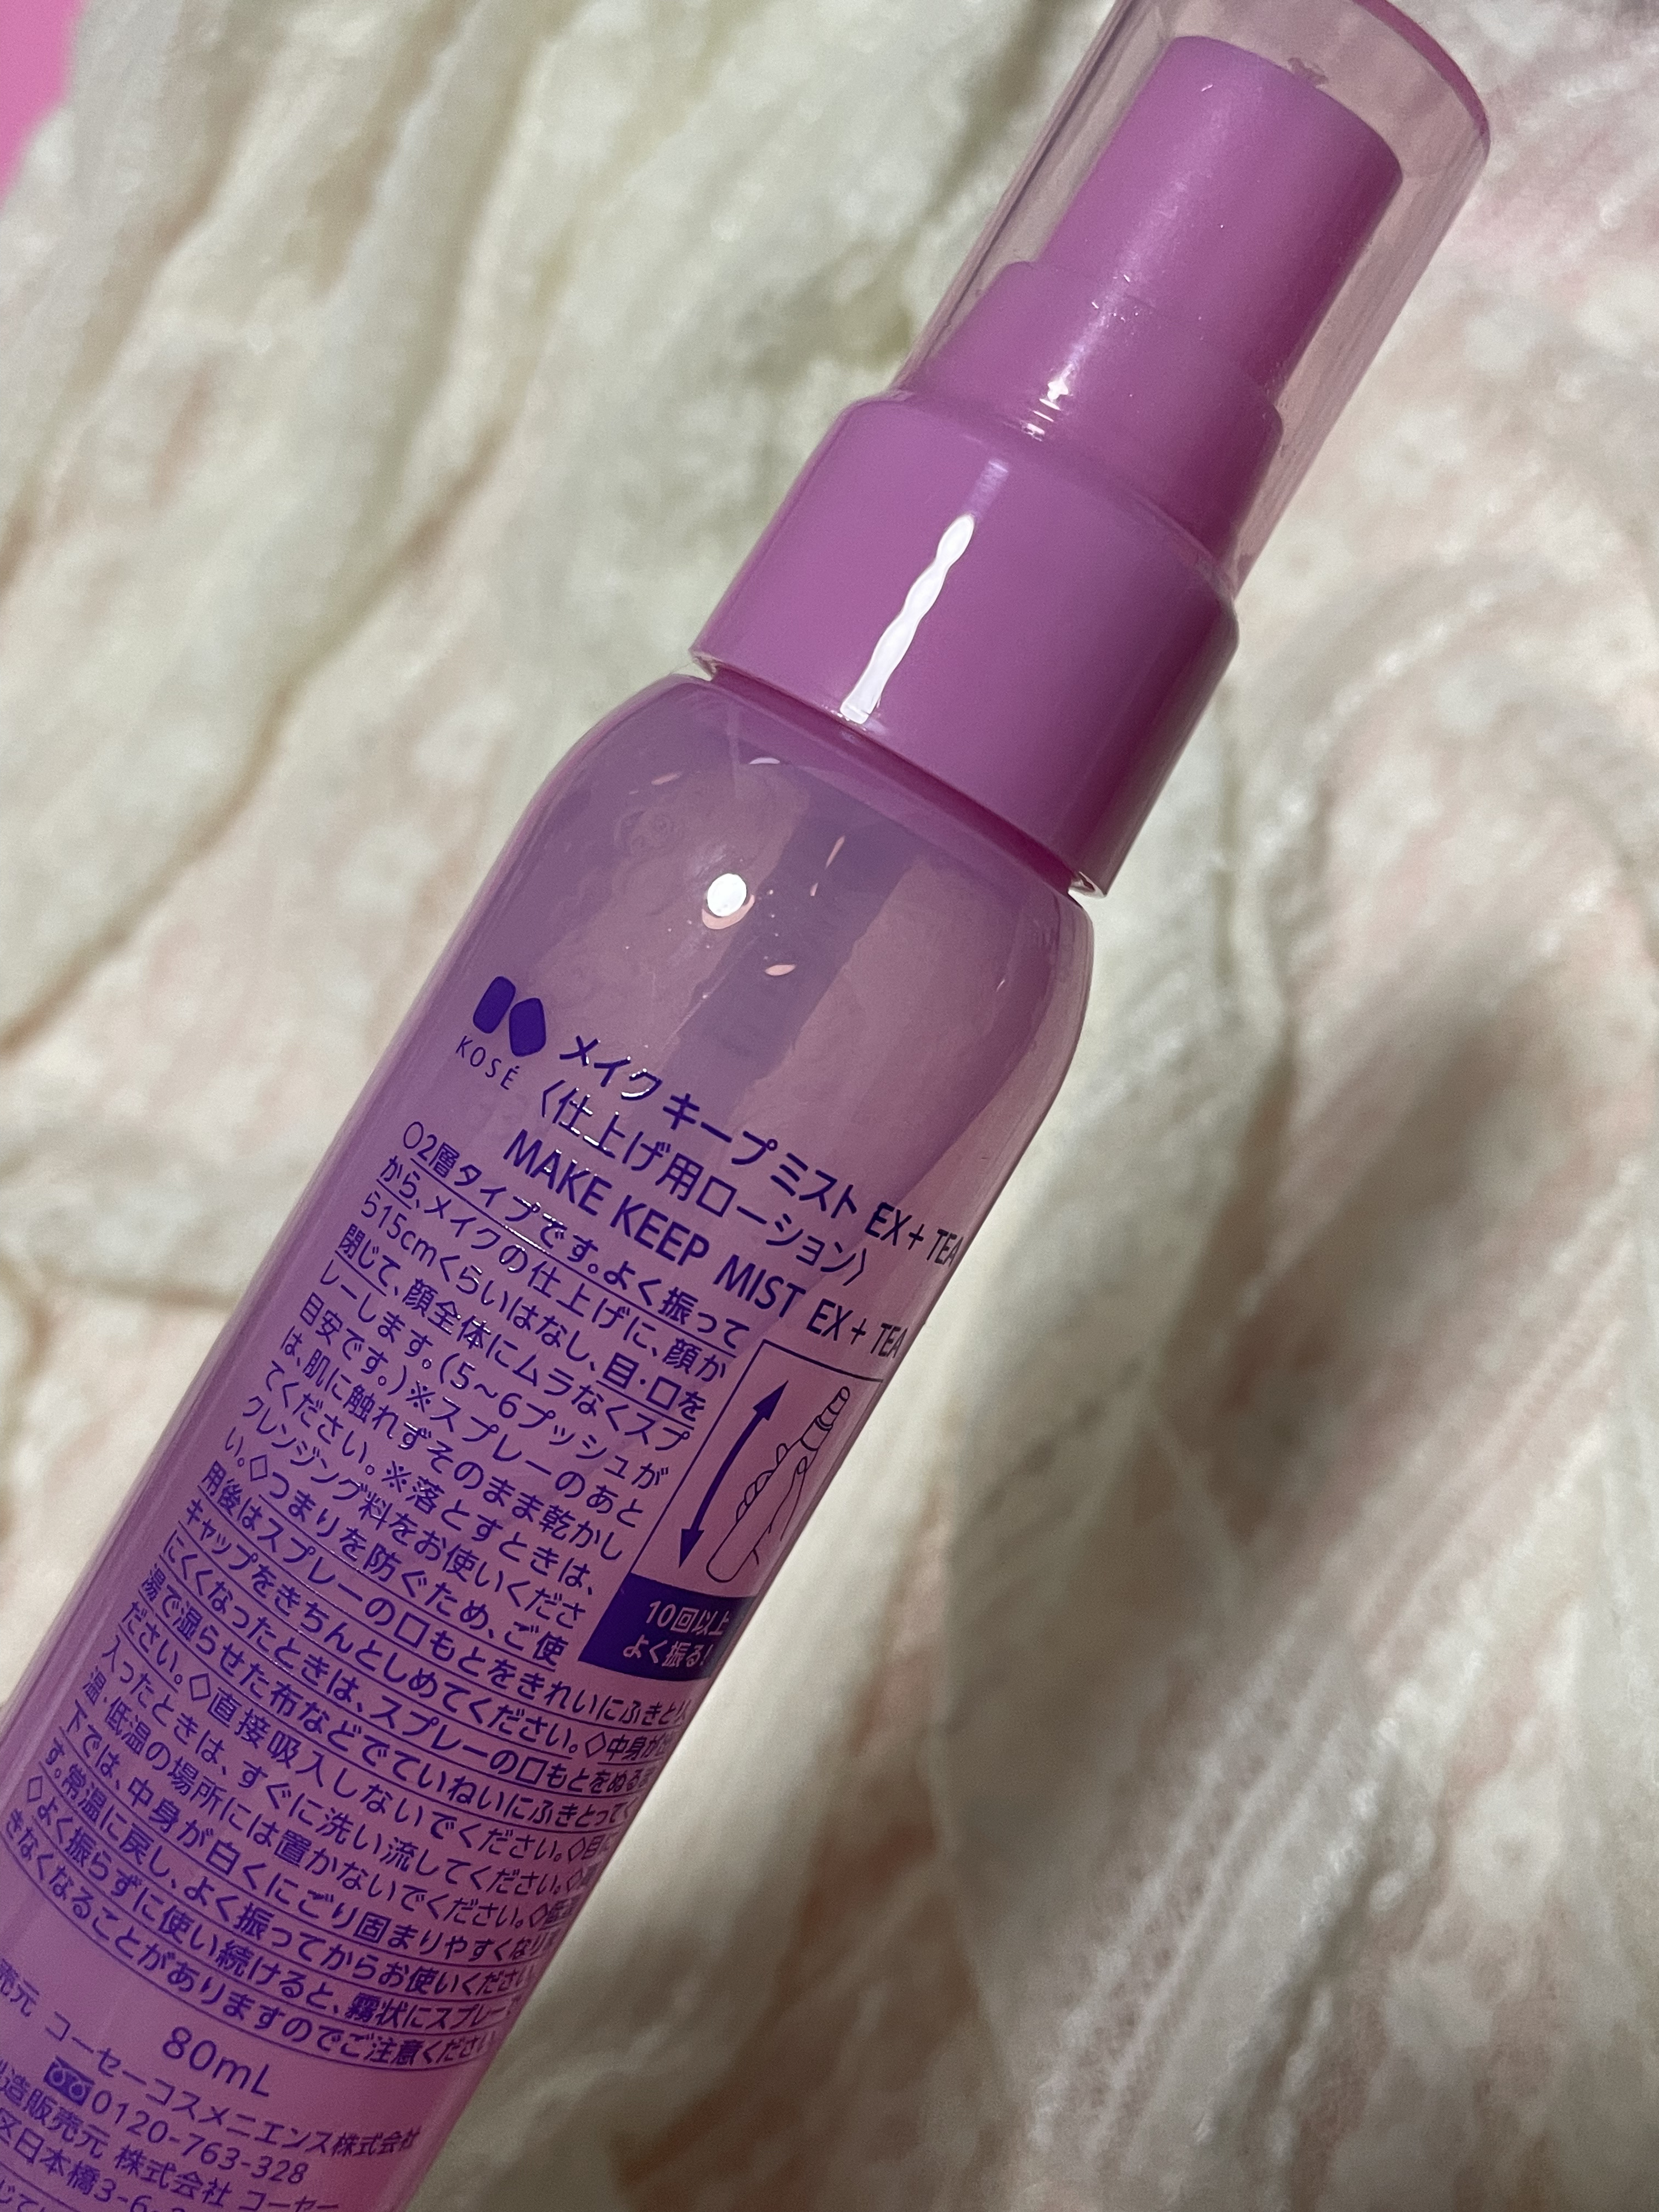 KOSÉ
メイク キープ ミスト EX+ TEA
〈仕上げ用ローション〉
MAKE KEEP MIST EX+ TEA
○2層タイプです。よく振って
から、メイクの仕上げに、顔か
ら15cmくらいはなし、目・口を
閉じて、顔全体にムラなくスプ
レーします。(5~6プッシュが
目安です。)※スプレーのあと
は、肌に触れずそのまま乾かし
てください。※落とすときは、
クレンジング料をお使いくださ
い。◇つまりを防ぐため、ご使
用後はスプレーの口もとをきれいにふきとり、
キャップをきちんとしめてください。◇中身が出
にくくなったときは、スプレーの口もとをぬるま
湯で湿らせた布などでていねいにふきとってく
ださい。◇直接吸入しないでください。◇目に
入ったときは、すぐに洗い流してください。◇
温・低温の場所には置かないでください。◇低温
下では、中身が白くにごり固まりやすくなりま
す。常温に戻し、よく振ってからお使いください
◇よく振らずに使い続けると、霧状にスプレー
きなくなることがありますのでご注意ください
10回以上
よく振る!
80mL
売元 コーセーコスメニエンス株式会社
0120-763-328
造販売元 株式会社 コーセー
区日本橋3-6-